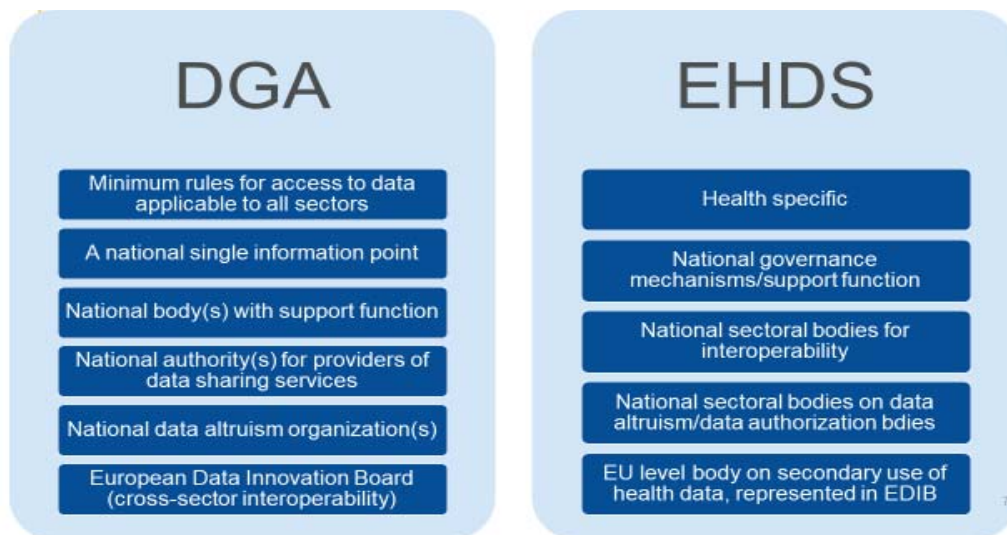 DGA
Minimum rules for access to data
applicable to all sectors
A national single information point
National body(s) with support function
National authority(s) for providers of
data sharing services
National data altruism organization(s)
European Data Innovation Board
(cross-sector interoperability)
EHDS
Health specific
National governance
mechanisms/support function
National sectoral bodies for
interoperability
National sectoral bodies on data
altruism/data authorization bdies
EU level body on secondary use of
health data, represented in EDIB